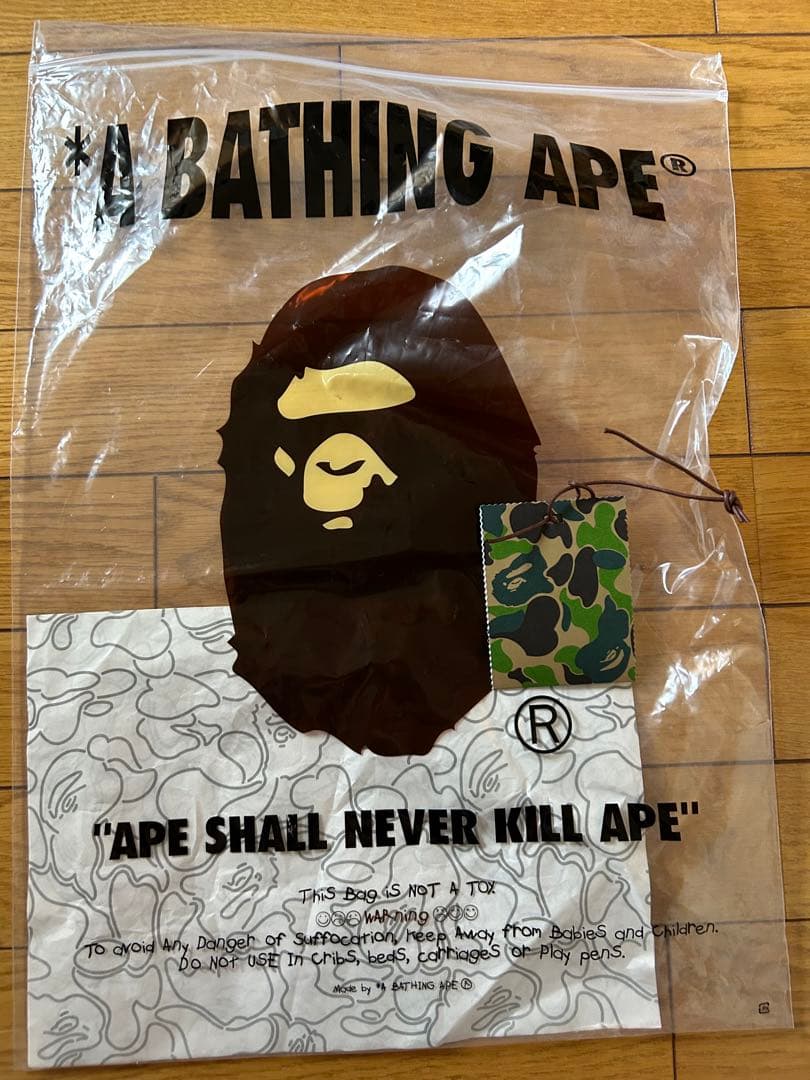 *A BATHING APE®
®
"APE SHALL NEVER KILL APE"
THiS Bag iS NOT A TOY.
WARning
TO avoid Any Danger of Suffocation, Keep Away from BabieS and Children.
DO NOT USE In CribS, bedS, carriageS or Play penS.
Made by *A BATHING APE®